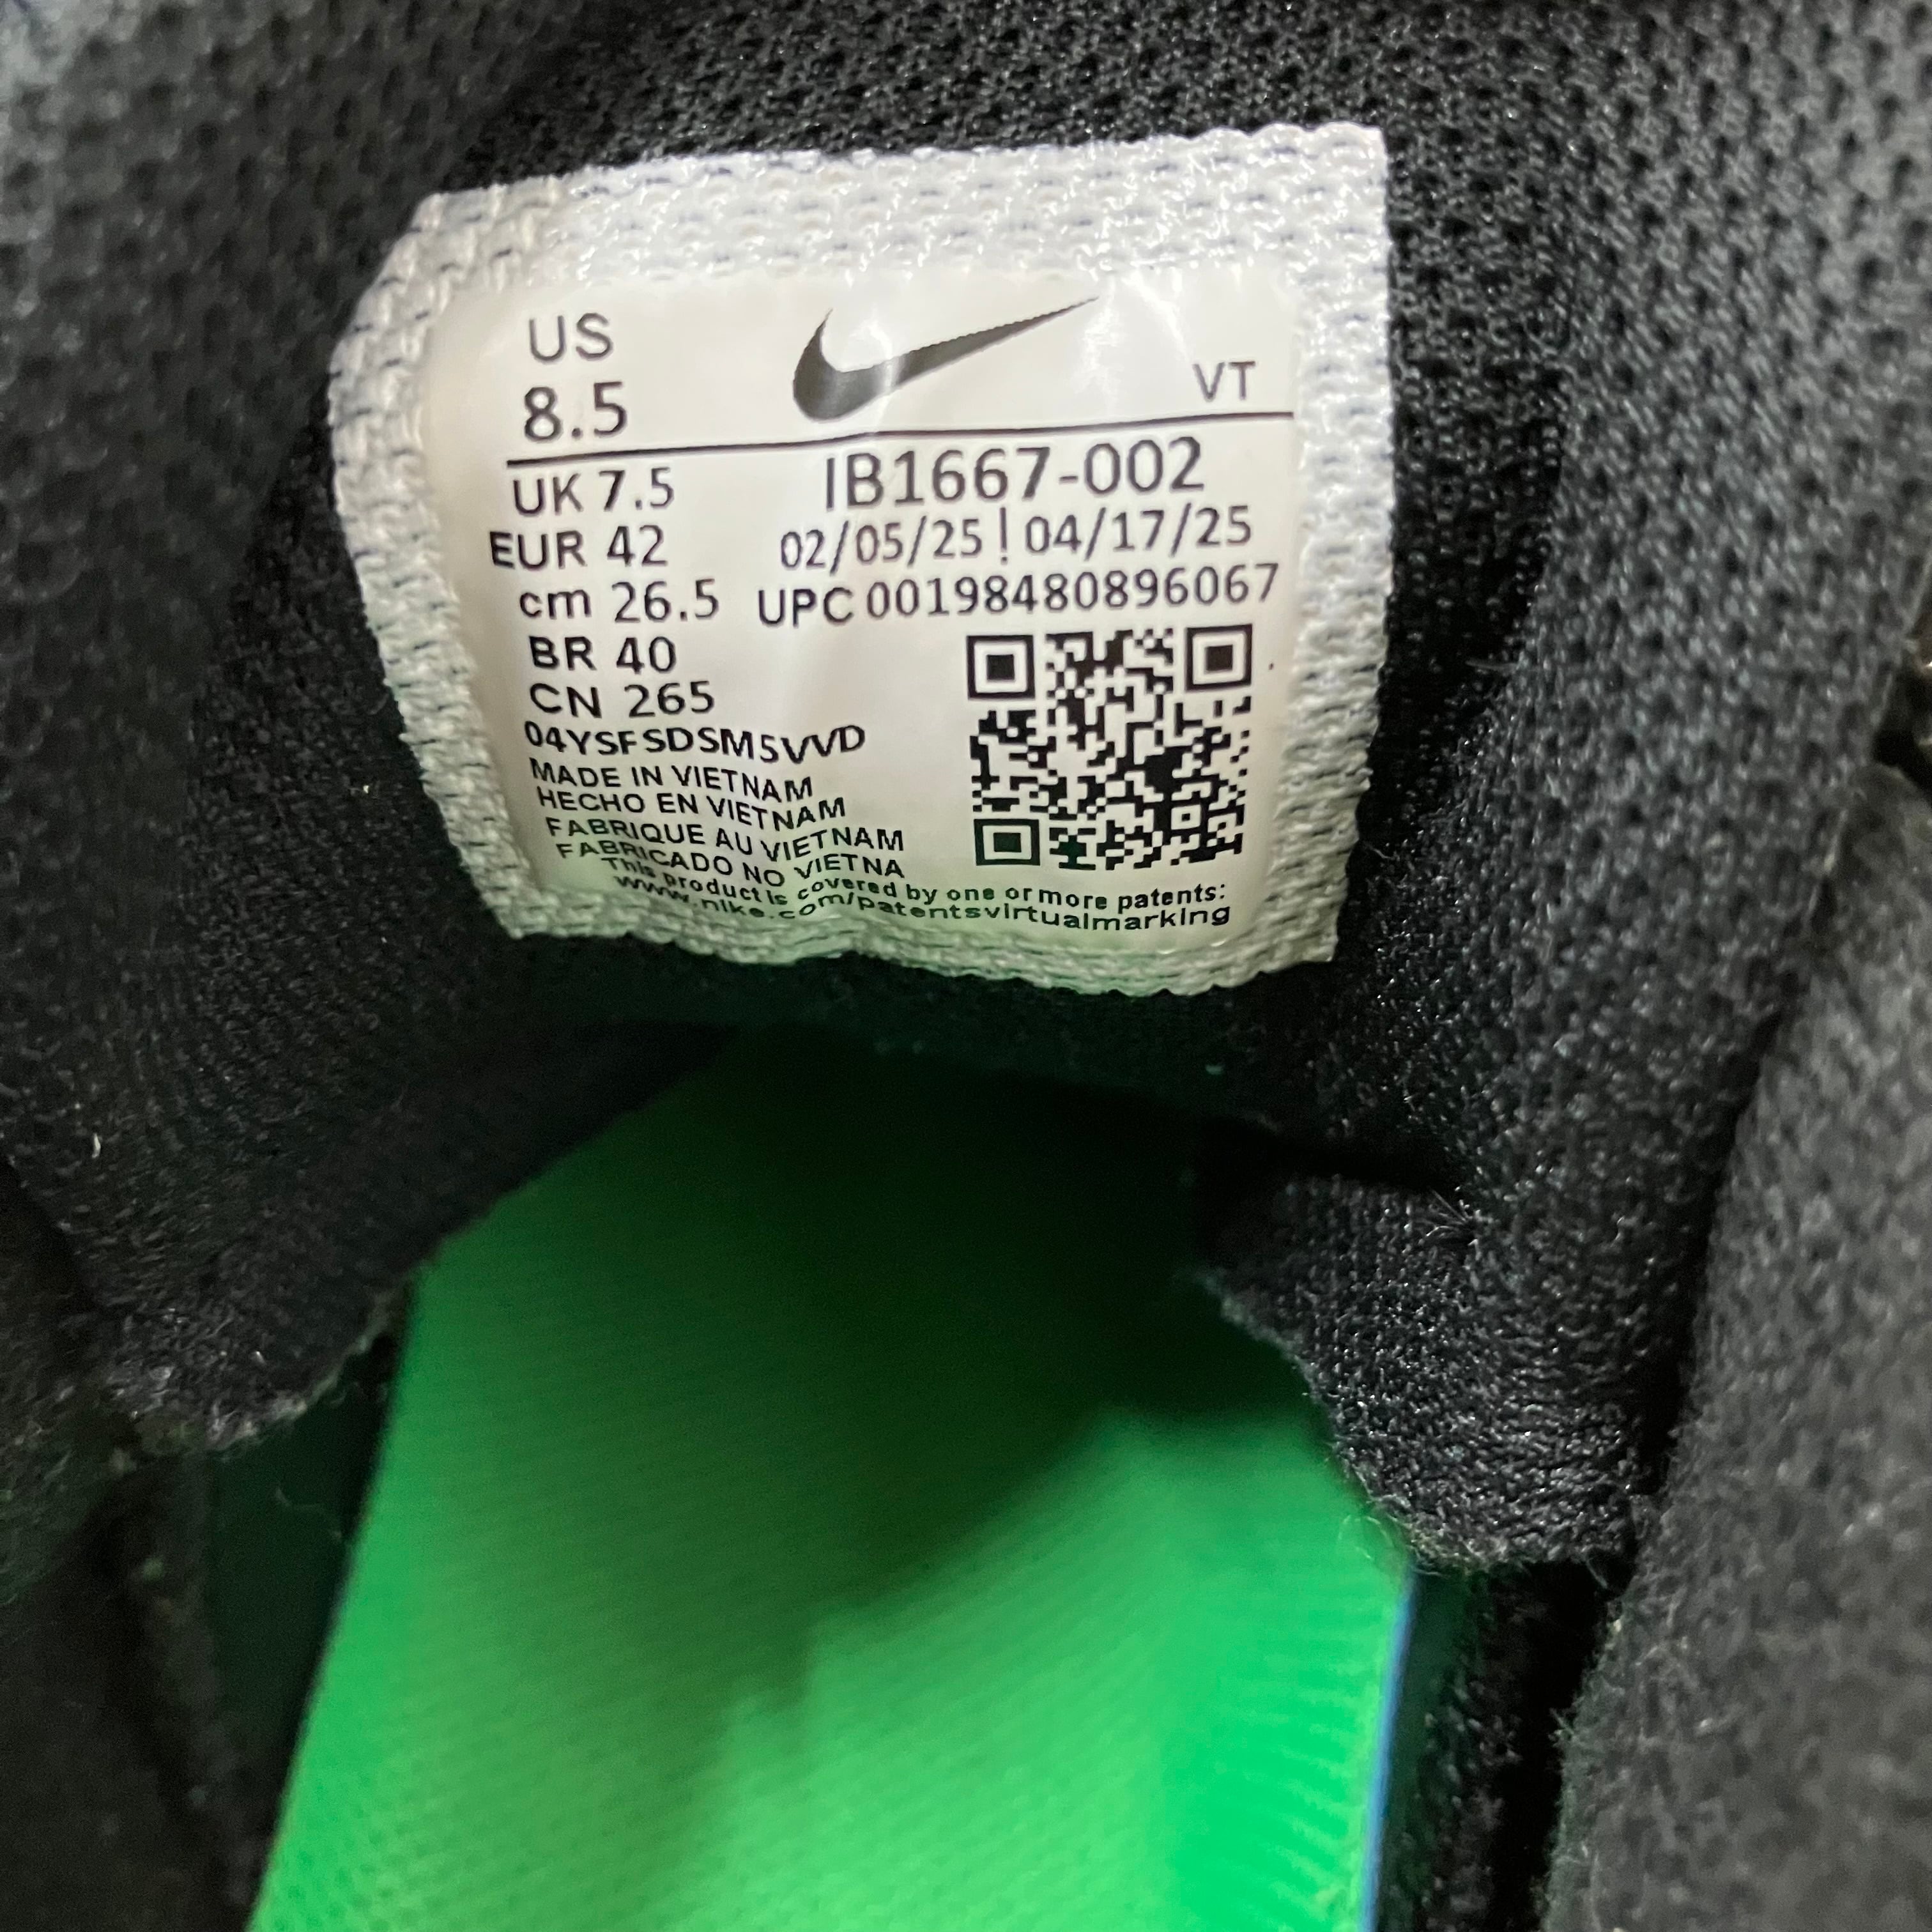 US
8.5
VT
UK 7.5
IB1667-002
EUR 42
02/05/25 | 04/17/25
cm 26.5
UPC 00198480896067
BR 40
CN 265
04YSFSDSM5VVD
MADE IN VIETNAM
HECHO EN VIETNAM
FABRIQUE AU VIETNAM
FABRICADO NO VIETNA
This product is covered by one or more patents:
www.nike.com/patentsvirtualmarking